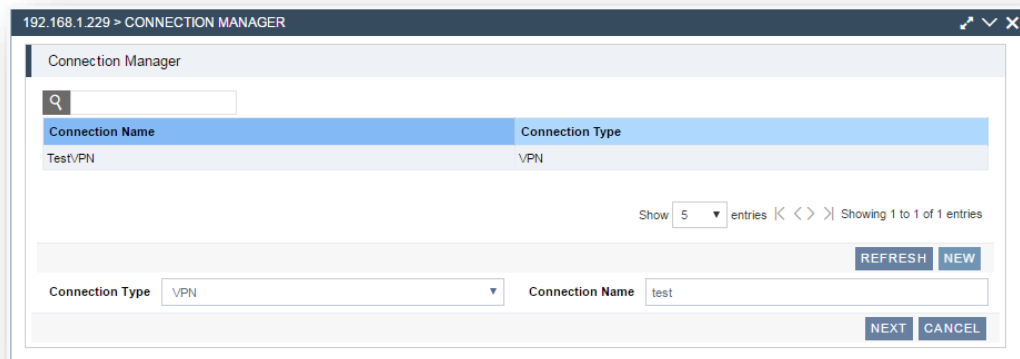 192.168.1.229 > CONNECTION MANAGER
Connection Manager
Connection Name Connection Type
TestVPN VPN
Show 5 entries Showing 1 to 1 of 1 entries
REFRESH NEW
Connection Type VPN Connection Name test
NEXT CANCEL